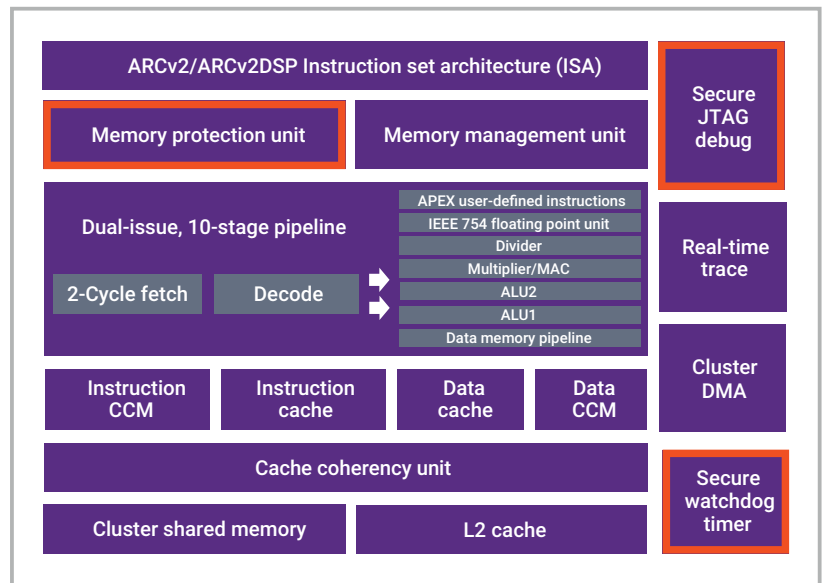 ARCv2/ARCv2DSP Instruction set architecture (ISA)
Secure
JTAG
debug
Memory protection unit
Memory management unit
Dual-issue, 10-stage pipeline
2-Cycle fetch
Decode
APEX user-defined instructions
IEEE 754 floating point unit
Divider
Multiplier/MAC
ALU2
ALU1
Data memory pipeline
Real-time
trace
Cluster
DMA
Instruction
CCM
Instruction
cache
Data
cache
Data
CCM
Cache coherency unit
Secure
watchdog
timer
Cluster shared memory
L2 cache